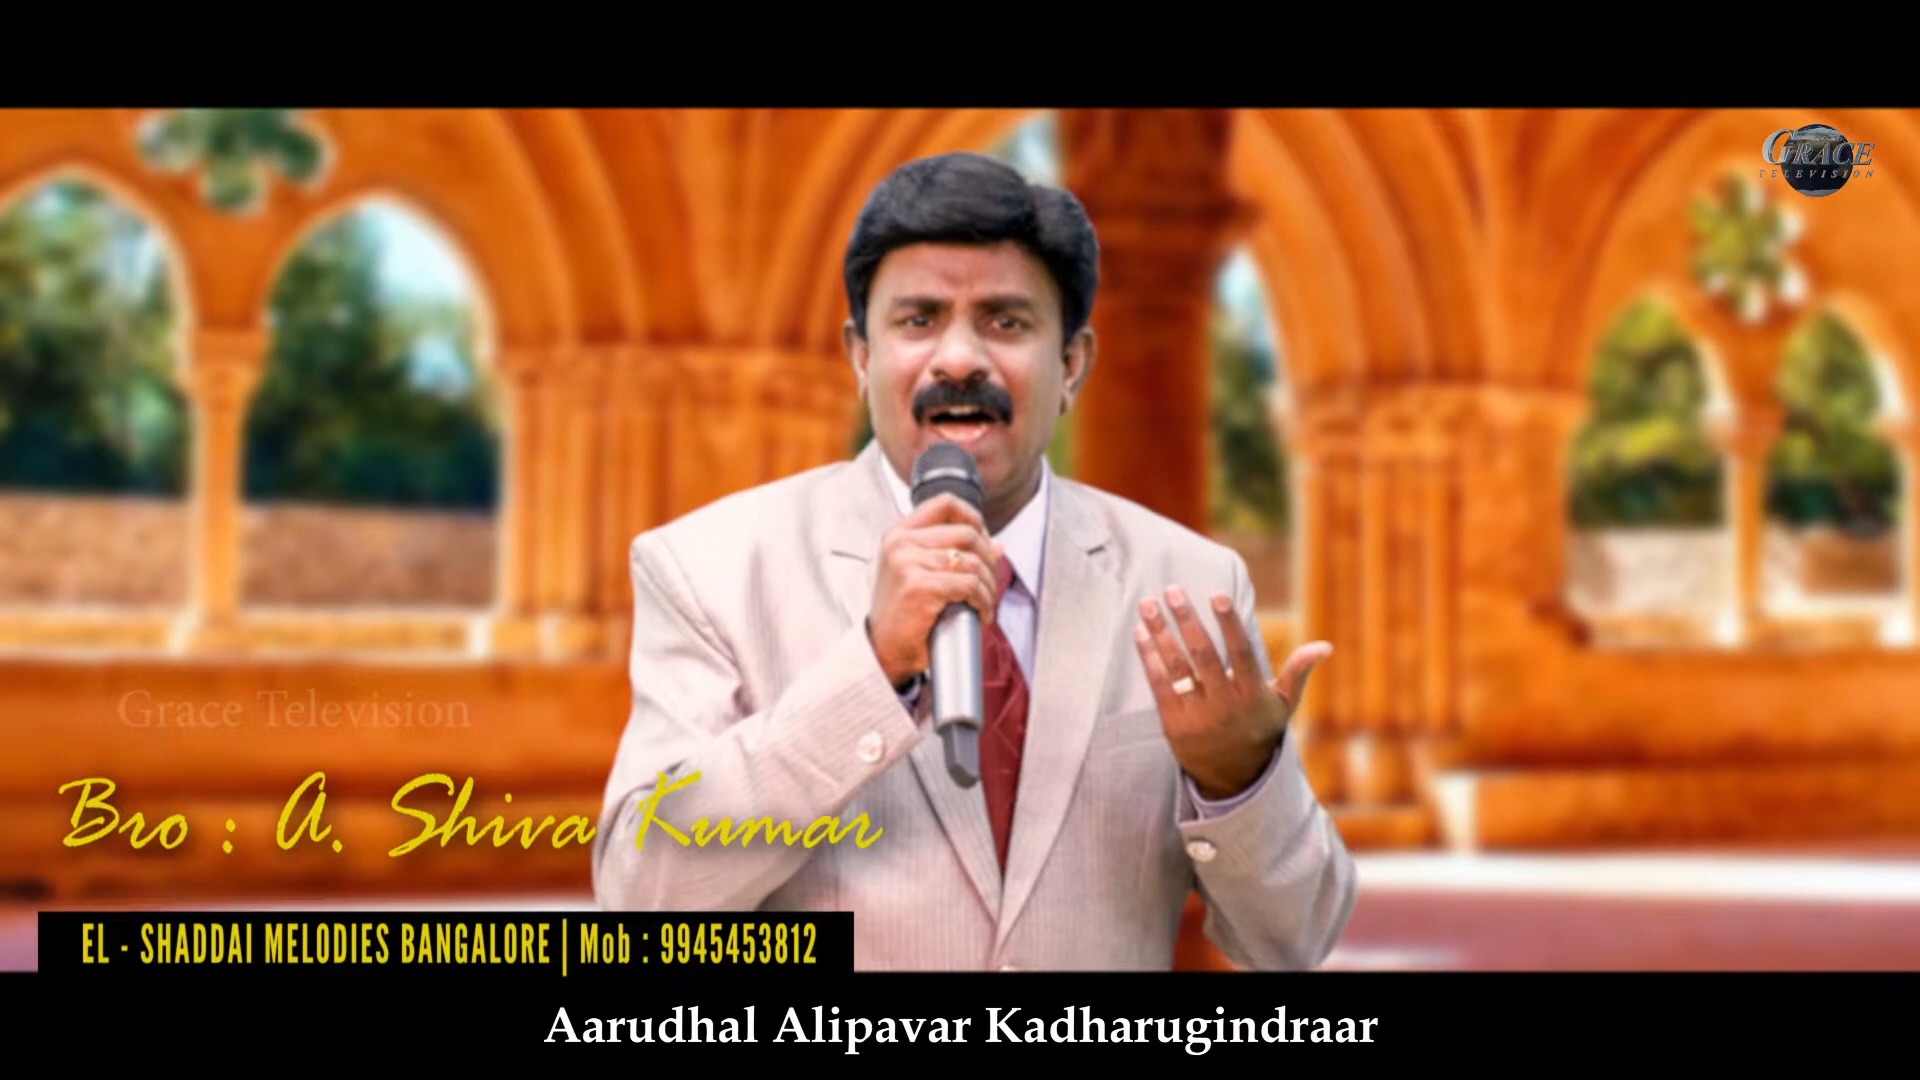 GRACE
TELEVISION
Grace Television
Bro : A. Shiva Kumar
EL - SHADDAI MELODIES BANGALORE | Mob : 9945453812
Aarudhal Alipavar Kadharugindraar